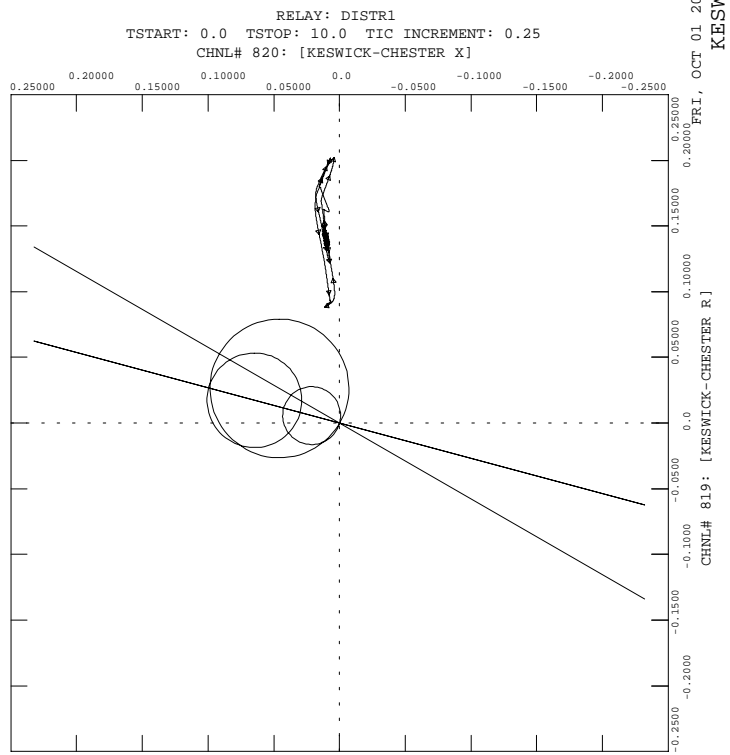 RELAY: DISTR1
TSTART: 0.0 TSTOP: 10.0 TIC INCREMENT: 0.25
CHNL# 820: [KESWICK-CHESTER X]
0.25000 0.20000 0.15000 0.10000 0.05000 0.0 -0.0500 -0.1000 -0.1500 -0.2000 -0.2500
0.25000
0.20000
0.15000
0.10000
0.05000
0.0
-0.0500
-0.1000
-0.1500
-0.2000
-0.2500
CHNL# 819: [KESWICK-CHESTER R]
FRI, OCT 01 20
KESW